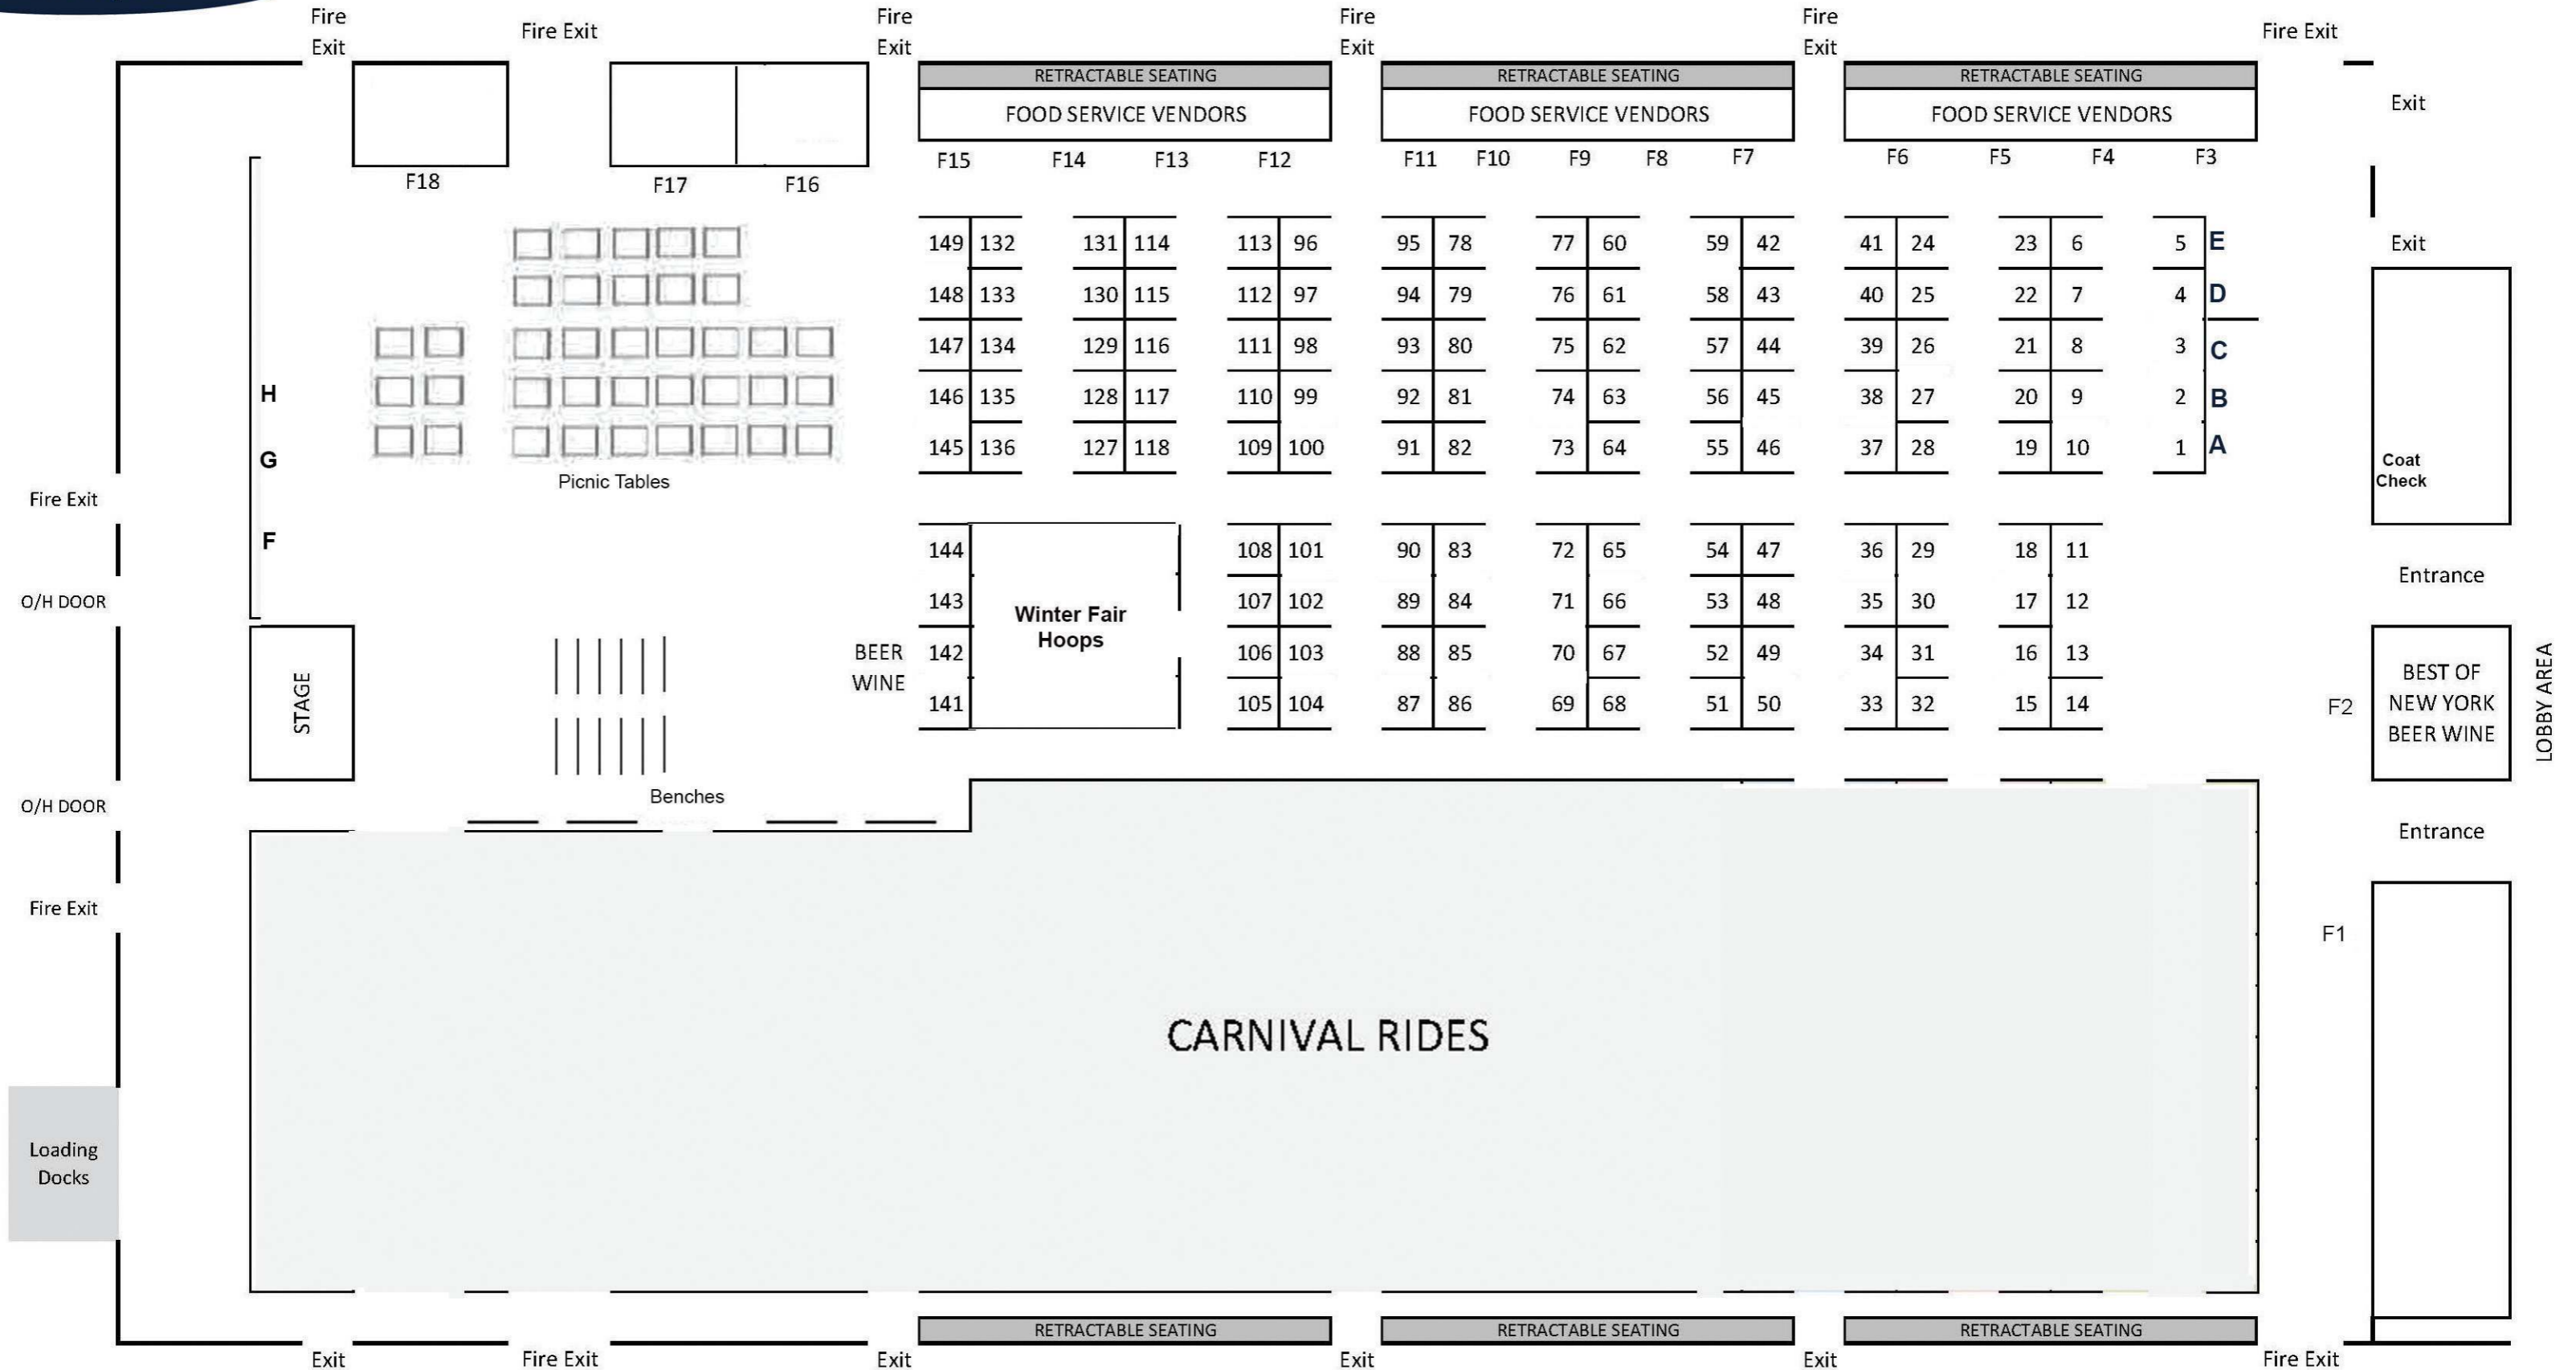 Fire
Exit
Fire Exit
Fire
Exit
Fire
Exit
Fire
Exit
Fire Exit
RETRACTABLE SEATING
RETRACTABLE SEATING
RETRACTABLE SEATING
FOOD SERVICE VENDORS
FOOD SERVICE VENDORS
FOOD SERVICE VENDORS
Exit
F18
F17
F16
F15
F14
F13
F12
F11
F10
F9
F8
F7
F6
F5
F4
F3
149 132 131 114 113 96 95 78 77 60 59 42 41 24 23 6 5 E
Exit
148 133 130 115 112 97 94 79 76 61 58 43 40 25 22 7 4 D
147 134 129 116 111 98 93 80 75 62 57 44 39 26 21 8 3 C
146 135 128 117 110 99 92 81 74 63 56 45 38 27 20 9 2 B
145 136 127 118 109 100 91 82 73 64 55 46 37 28 19 10 1 A
H
G
F
Picnic Tables
Coat
Check
Fire Exit
O/H DOOR
144 108 101 90 83 72 65 54 47 36 29 18 11
143 107 102 89 84 71 66 53 48 35 30 17 12
142 106 103 88 85 70 67 52 49 34 31 16 13
141 105 104 87 86 69 68 51 50 33 32 15 14
Winter Fair
Hoops
BEER
WINE
STAGE
Entrance
F2
BEST OF
NEW YORK
BEER WINE
LOBBY AREA
Benches
O/H DOOR
Entrance
Fire Exit
F1
CARNIVAL RIDES
Loading
Docks
RETRACTABLE SEATING
RETRACTABLE SEATING
RETRACTABLE SEATING
Exit
Fire Exit
Exit
Exit
Exit
Fire Exit